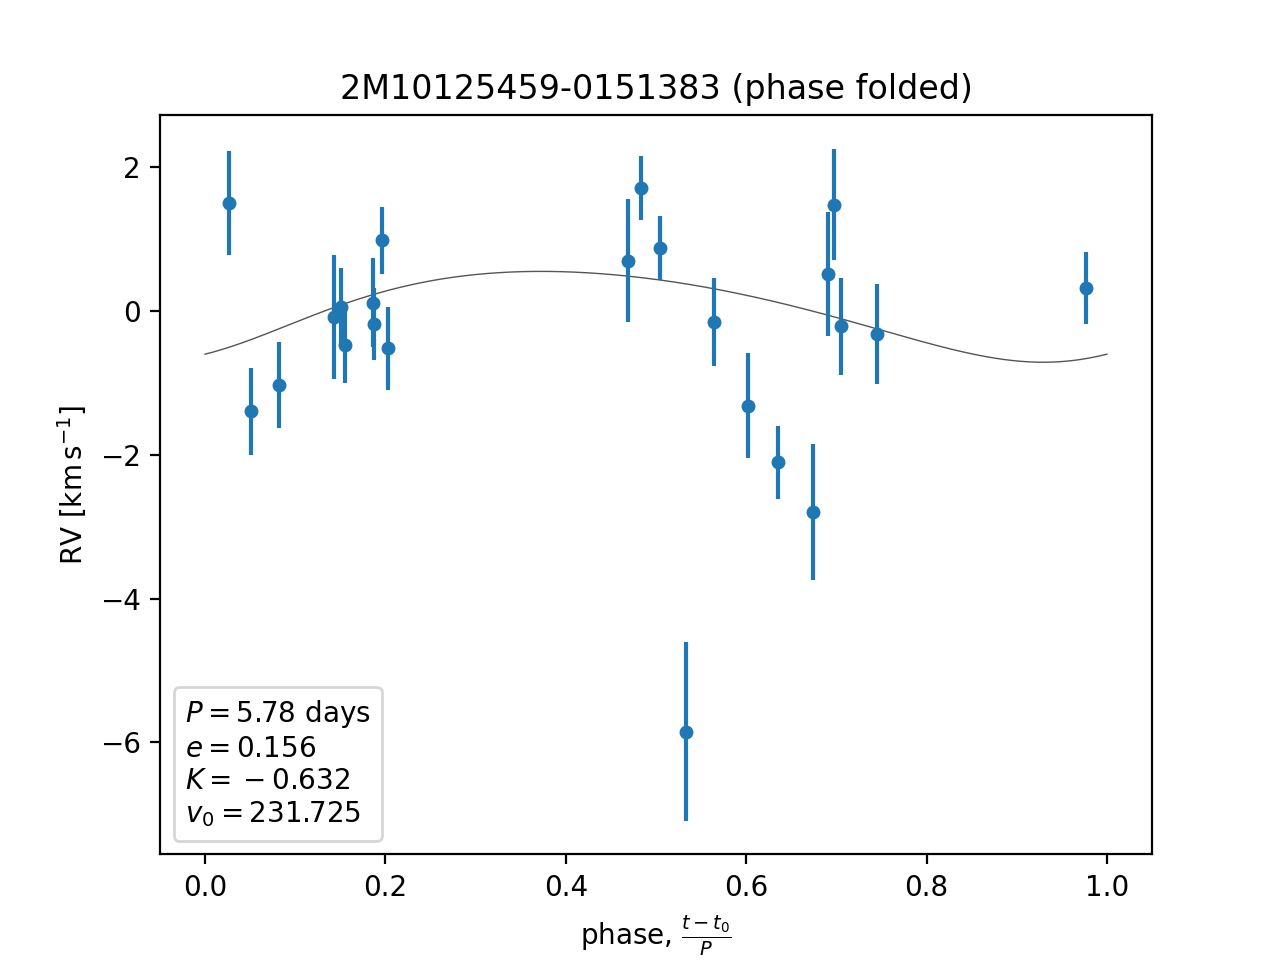 2M10125459-0151383 (phase folded)
2
0
−2
−4
−6
RV [km s⁻¹]
P = 5.78 days
e = 0.156
K = −0.632
v₀ = 231.725
0.0 0.2 0.4 0.6 0.8 1.0
phase, (t − t₀)/P